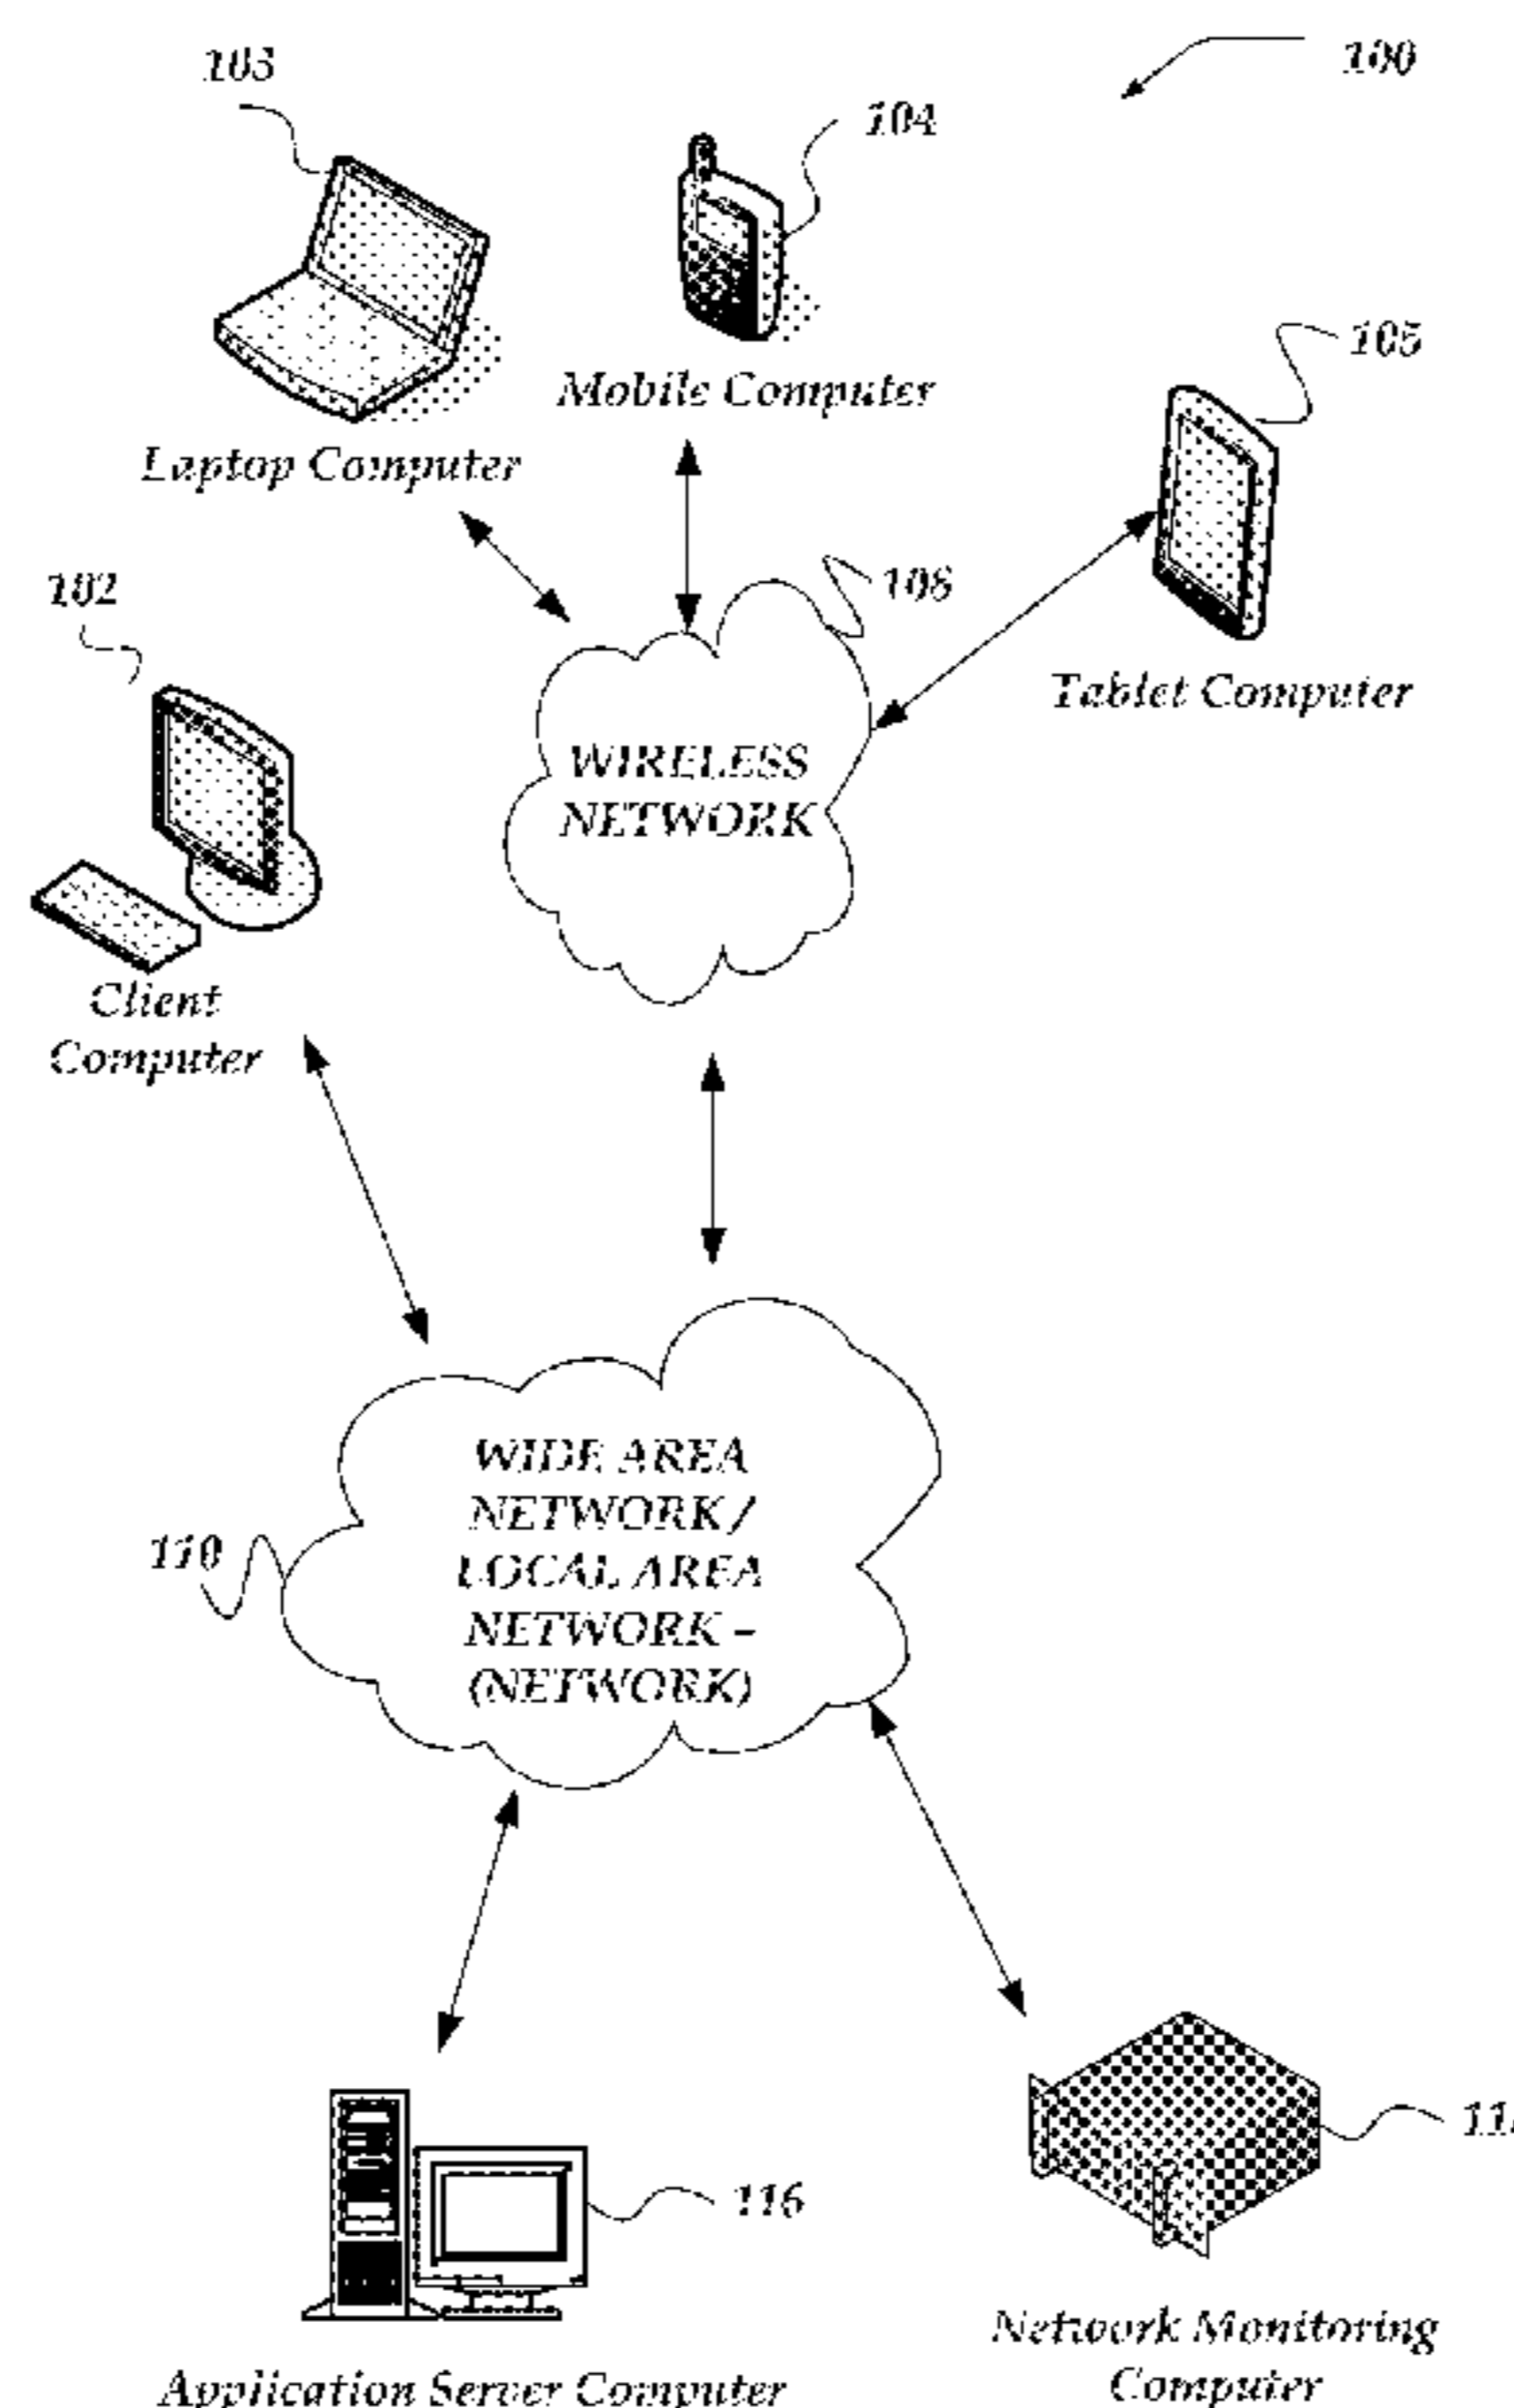 100
103
104
105
Mobile Computer
Laptop Computer
102
108
Tablet Computer
WIRELESS
NETWORK
Client
Computer
WIDE AREA
NETWORK /
LOCAL AREA
NETWORK –
(NETWORK)
110
116
Network Monitoring
Computer
Application Server Computer